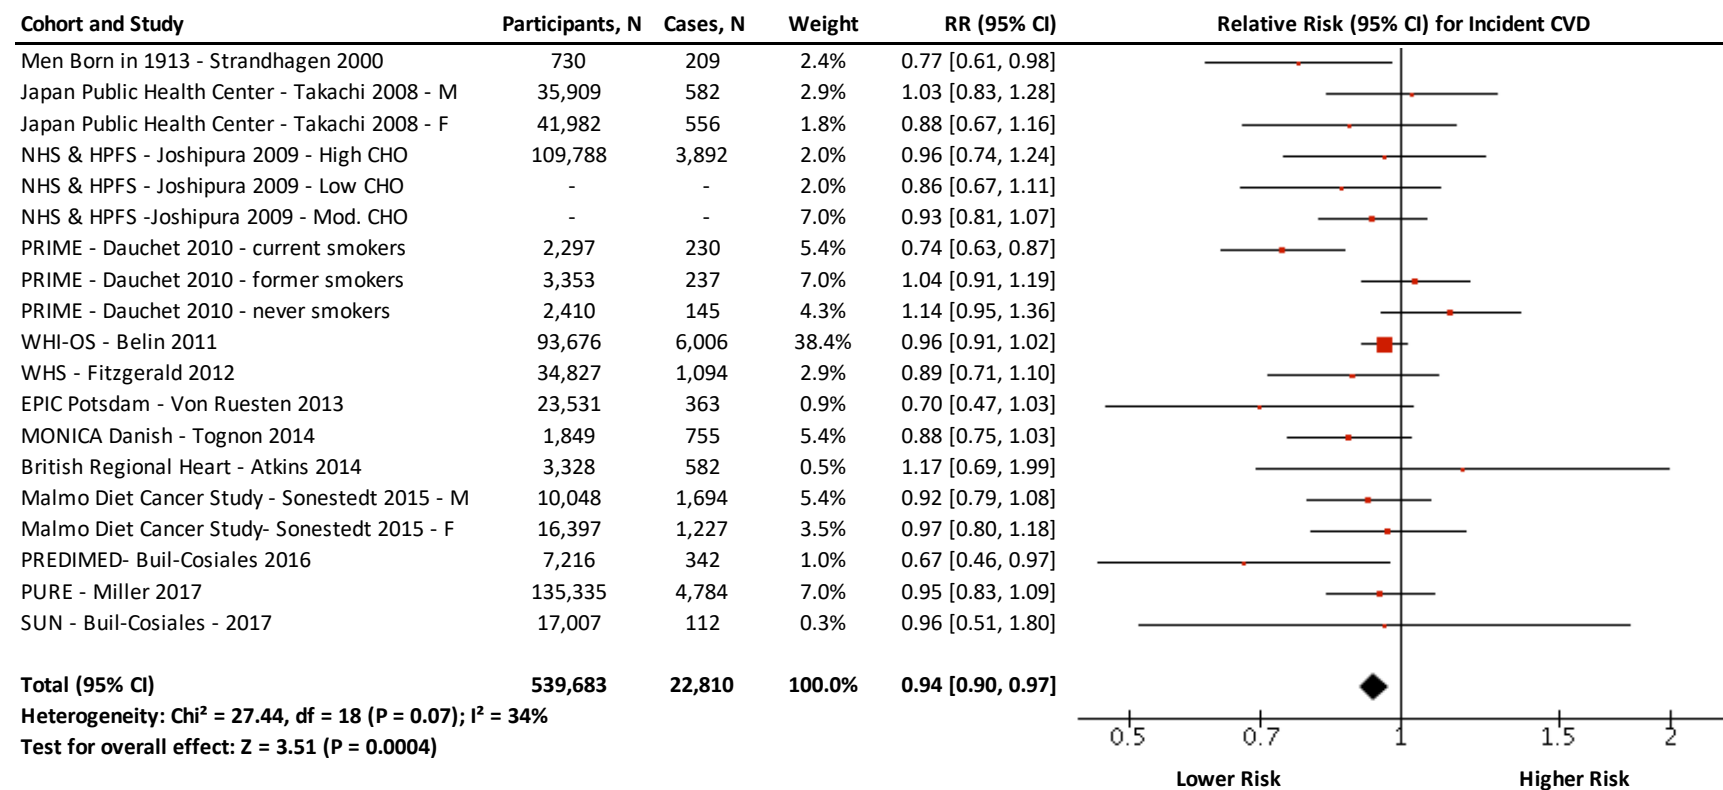 Cohort and Study Participants, N Cases, N Weight RR (95% CI) Relative Risk (95% CI) for Incident CVD
Men Born in 1913 - Strandhagen 2000 730 209 2.4% 0.77 [0.61, 0.98]
Japan Public Health Center - Takachi 2008 - M 35,909 582 2.9% 1.03 [0.83, 1.28]
Japan Public Health Center - Takachi 2008 - F 41,982 556 1.8% 0.88 [0.67, 1.16]
NHS & HPFS - Joshipura 2009 - High CHO 109,788 3,892 2.0% 0.96 [0.74, 1.24]
NHS & HPFS - Joshipura 2009 - Low CHO - - 2.0% 0.86 [0.67, 1.11]
NHS & HPFS -Joshipura 2009 - Mod. CHO - - 7.0% 0.93 [0.81, 1.07]
PRIME - Dauchet 2010 - current smokers 2,297 230 5.4% 0.74 [0.63, 0.87]
PRIME - Dauchet 2010 - former smokers 3,353 237 7.0% 1.04 [0.91, 1.19]
PRIME - Dauchet 2010 - never smokers 2,410 145 4.3% 1.14 [0.95, 1.36]
WHI-OS - Belin 2011 93,676 6,006 38.4% 0.96 [0.91, 1.02]
WHS - Fitzgerald 2012 34,827 1,094 2.9% 0.89 [0.71, 1.10]
EPIC Potsdam - Von Ruesten 2013 23,531 363 0.9% 0.70 [0.47, 1.03]
MONICA Danish - Tognon 2014 1,849 755 5.4% 0.88 [0.75, 1.03]
British Regional Heart - Atkins 2014 3,328 582 0.5% 1.17 [0.69, 1.99]
Malmo Diet Cancer Study - Sonestedt 2015 - M 10,048 1,694 5.4% 0.92 [0.79, 1.08]
Malmo Diet Cancer Study- Sonestedt 2015 - F 16,397 1,227 3.5% 0.97 [0.80, 1.18]
PREDIMED- Buil-Cosiales 2016 7,216 342 1.0% 0.67 [0.46, 0.97]
PURE - Miller 2017 135,335 4,784 7.0% 0.95 [0.83, 1.09]
SUN - Buil-Cosiales - 2017 17,007 112 0.3% 0.96 [0.51, 1.80]
Total (95% CI) 539,683 22,810 100.0% 0.94 [0.90, 0.97]
Heterogeneity: Chi² = 27.44, df = 18 (P = 0.07); I² = 34%
Test for overall effect: Z = 3.51 (P = 0.0004)
0.5 0.7 1 1.5 2
Lower Risk Higher Risk